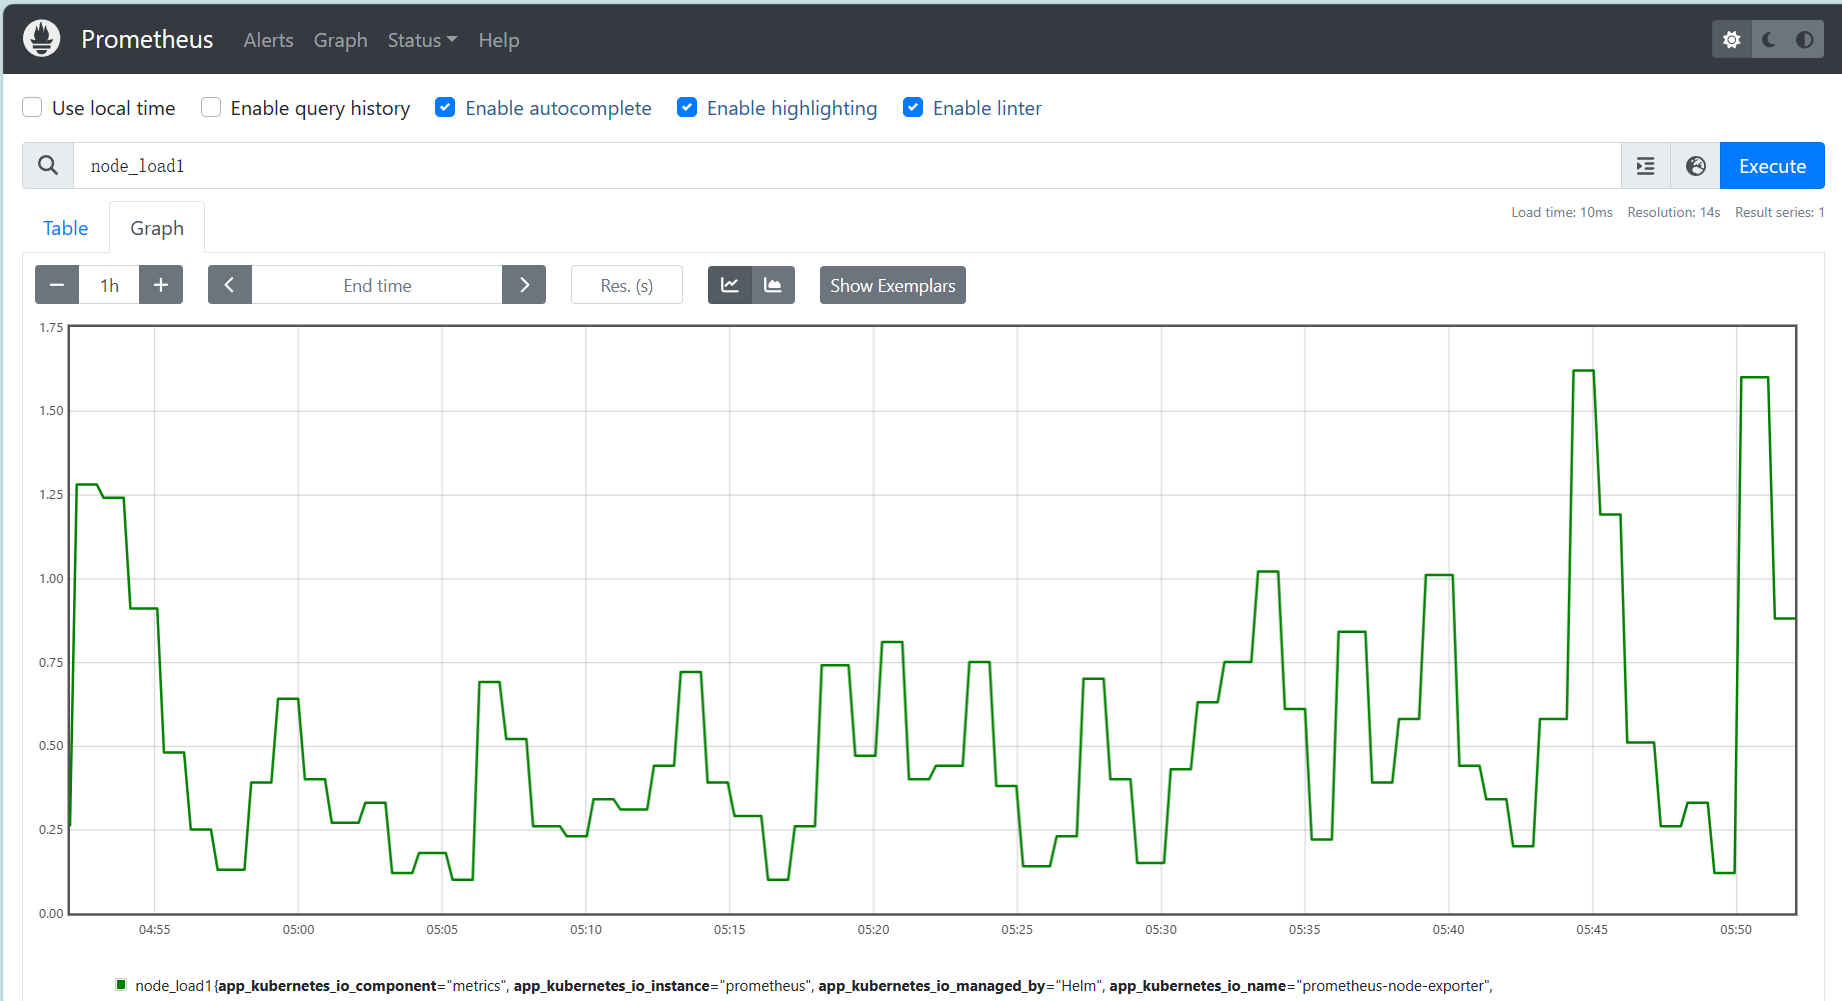 Prometheus Alerts Graph Status Help
Use local time Enable query history Enable autocomplete Enable highlighting Enable linter
node_load1 Execute
Load time: 10ms Resolution: 14s Result series: 1
Table Graph
1h End time Res. (s) Show Exemplars
1.75
1.50
1.25
1.00
0.75
0.50
0.25
0.00
04:55 05:00 05:05 05:10 05:15 05:20 05:25 05:30 05:35 05:40 05:45 05:50
node_load1{app_kubernetes_io_component="metrics", app_kubernetes_io_instance="prometheus", app_kubernetes_io_managed_by="Helm", app_kubernetes_io_name="prometheus-node-exporter",